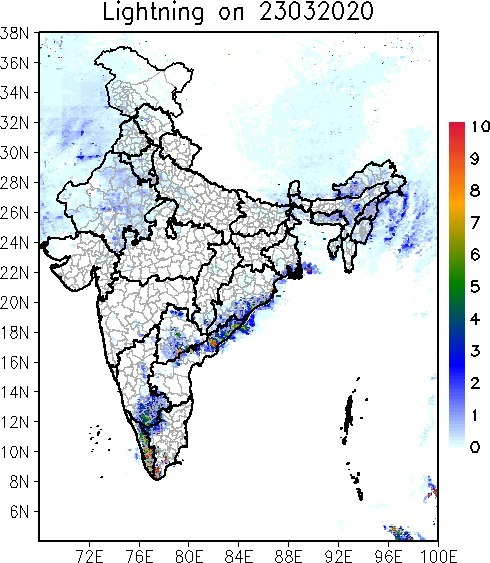 Lightning on 23032020
38N
36N
34N
32N
30N
28N
26N
24N
22N
20N
18N
16N
14N
12N
10N
8N
6N
72E 76E 80E 84E 88E 92E 96E 100E
10
9
8
7
6
5
4
3
2
1
0